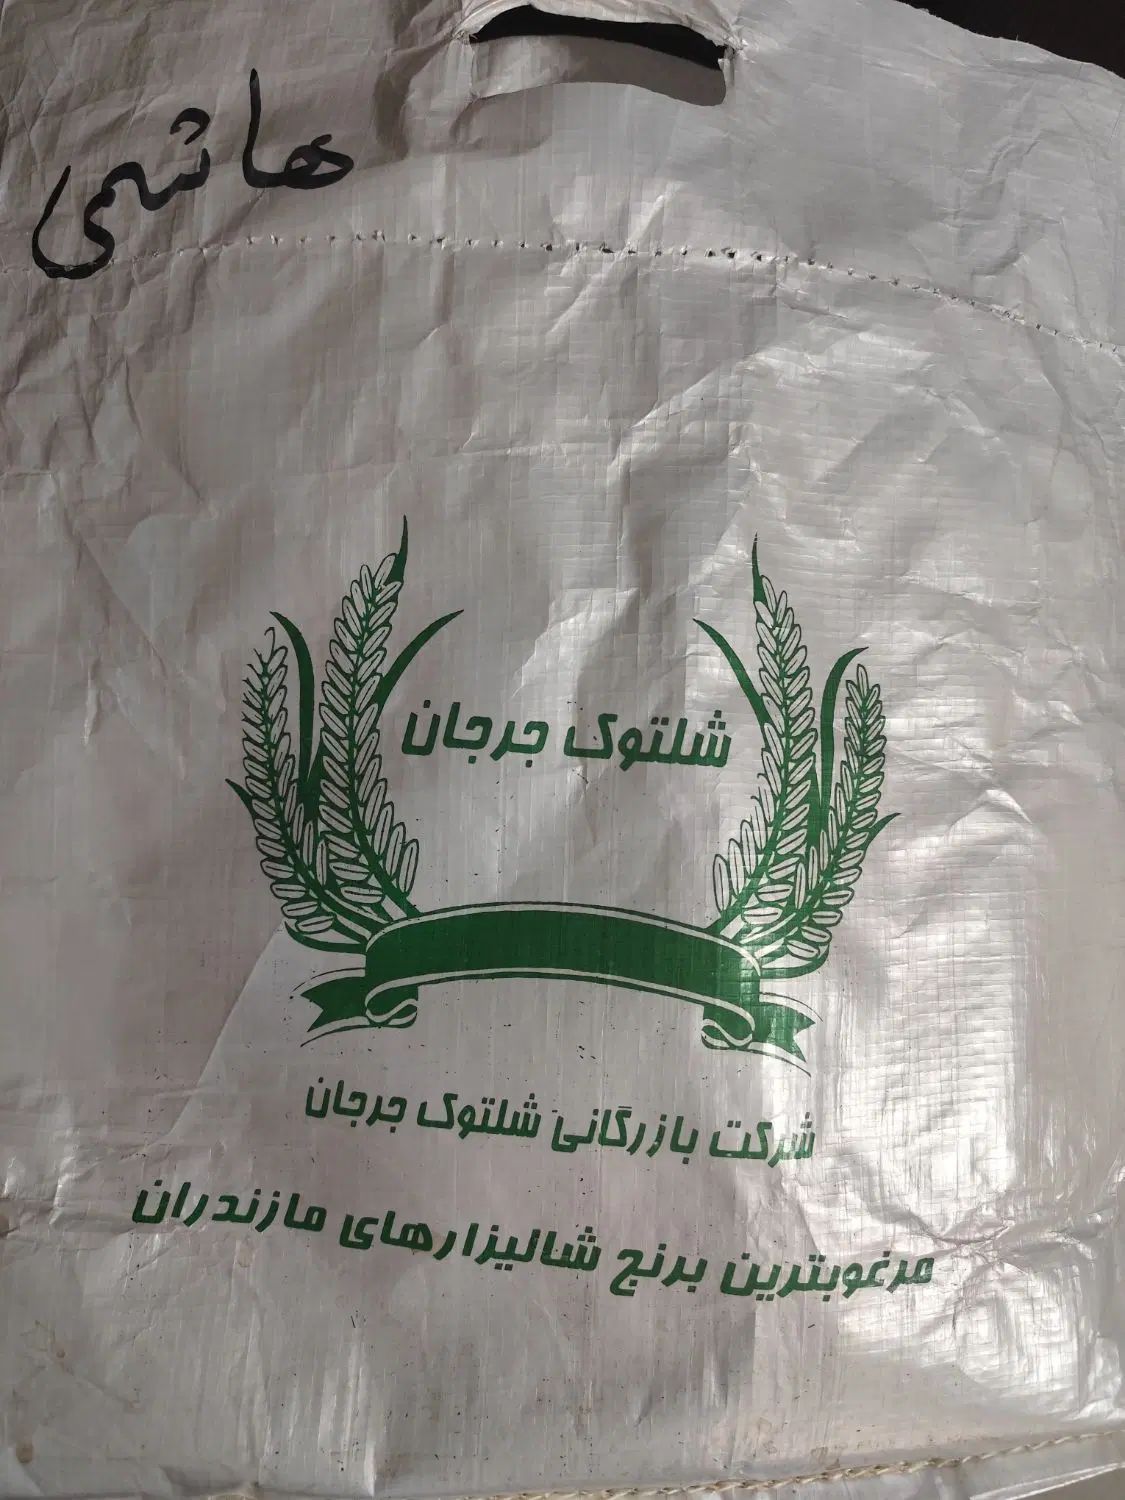 هاشمی
شلتوک جرجان
شرکت بازرگانی شلتوک جرجان
مرغوبترین برنج شالیزارهای مازندران